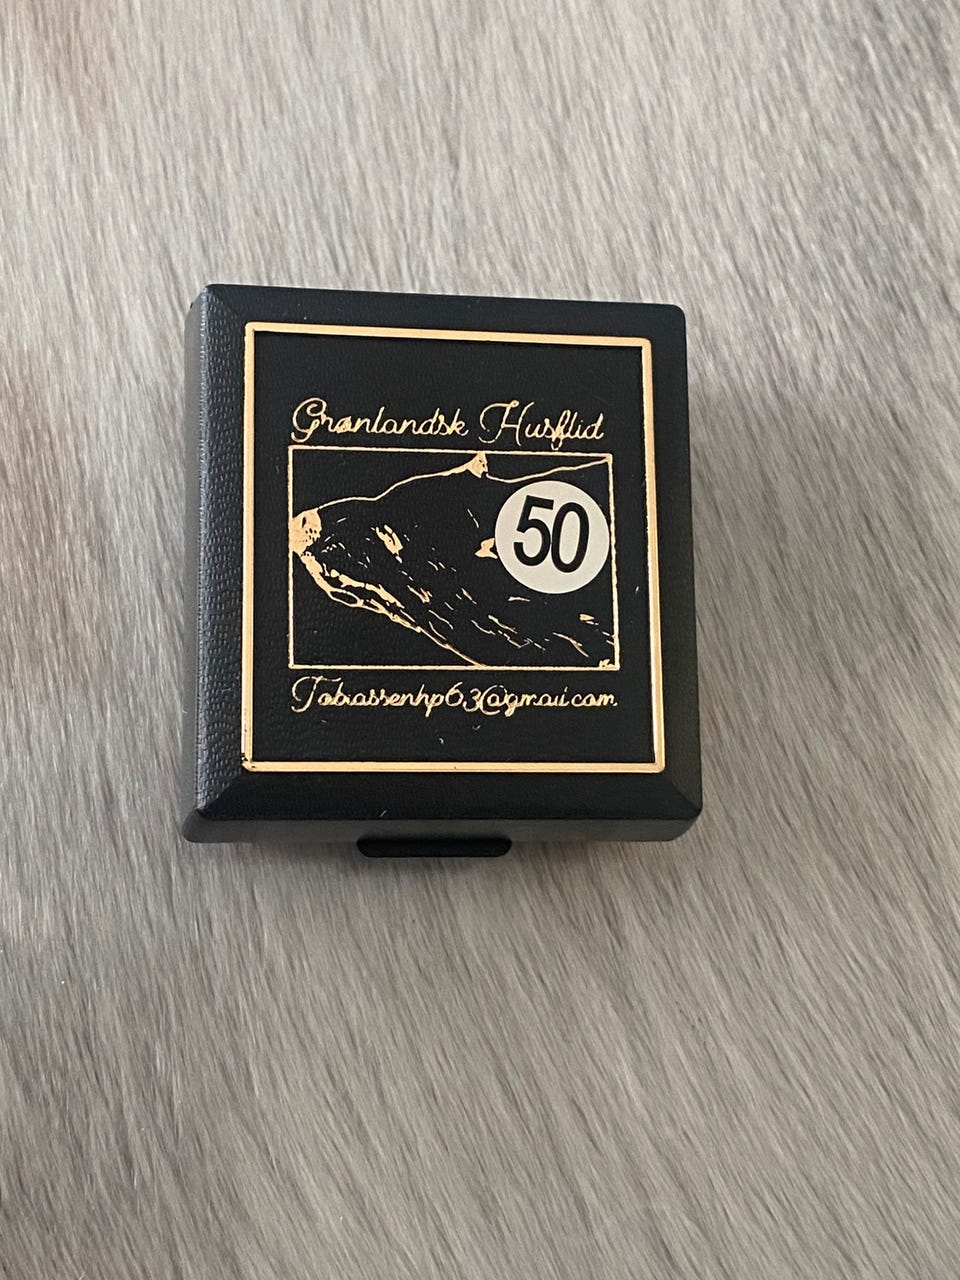 Grønlandsk Husflid
50
Tobiassenhp63@gmail.com